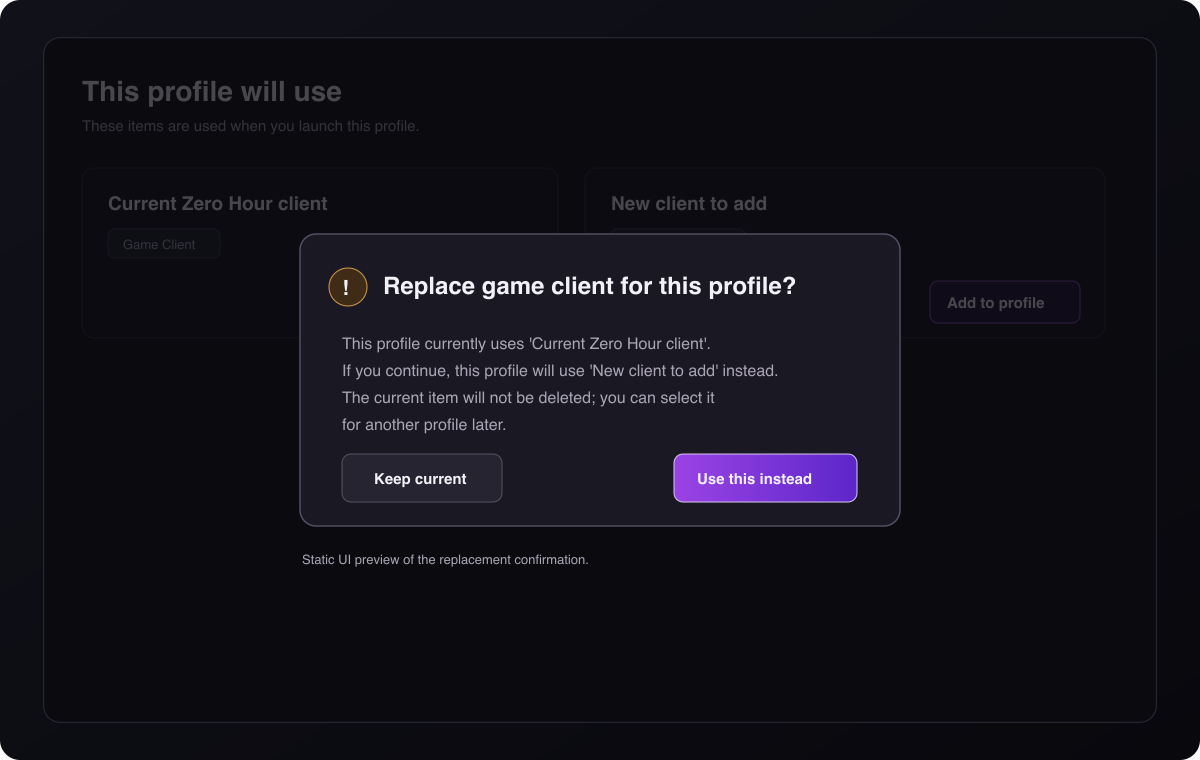 This profile will use
These items are used when you launch this profile.
Current Zero Hour client
New client to add
Game Client
Add to profile
! Replace game client for this profile?
This profile currently uses 'Current Zero Hour client'.
If you continue, this profile will use 'New client to add' instead.
The current item will not be deleted; you can select it
for another profile later.
Keep current
Use this instead
Static UI preview of the replacement confirmation.